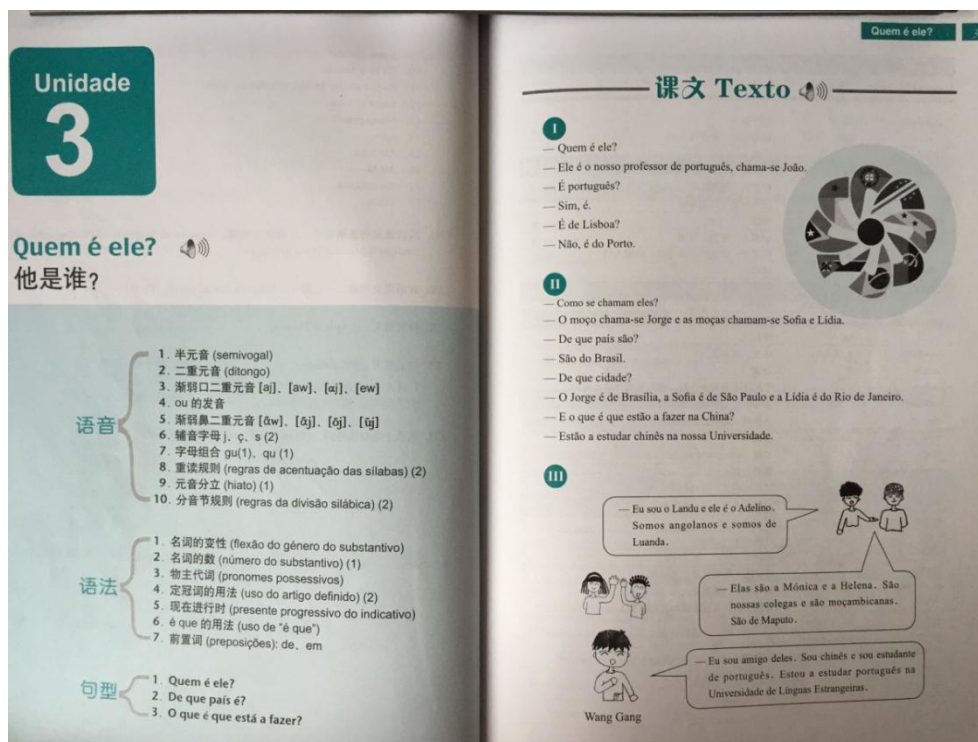 Unidade
3
Quem é ele?
他是谁?
语音
1. 半元音 (semivogal)
2. 二重元音 (ditongo)
3. 渐弱口二重元音 [aj]、[aw]、[ɑj]、[ew]
4. ou 的发音
5. 渐弱鼻二重元音 [ɑ̃w]、[ɑ̃j]、[õj]、[ũj]
6. 辅音字母 j、ç、s (2)
7. 字母组合 gu(1)、qu (1)
8. 重读规则 (regras de acentuação das sílabas) (2)
9. 元音分立 (hiato) (1)
10. 分音节规则 (regras da divisão silábica) (2)
语法
1. 名词的变性 (flexão do género do substantivo)
2. 名词的数 (número do substantivo) (1)
3. 物主代词 (pronomes possessivos)
4. 定冠词的用法 (uso do artigo definido) (2)
5. 现在进行时 (presente progressivo do indicativo)
6. é que 的用法 (uso de "é que")
7. 前置词 (preposições): de、em
句型
1. Quem é ele?
2. De que país é?
3. O que é que está a fazer?
Quem é ele?
课文 Texto
I
— Quem é ele?
— Ele é o nosso professor de português, chama-se João.
— É português?
— Sim, é.
— É de Lisboa?
— Não, é do Porto.
II
— Como se chamam eles?
— O moço chama-se Jorge e as moças chamam-se Sofia e Lídia.
— De que país são?
— São do Brasil.
— De que cidade?
— O Jorge é de Brasília, a Sofia é de São Paulo e a Lídia é do Rio de Janeiro.
— E o que é que estão a fazer na China?
— Estão a estudar chinês na nossa Universidade.
III
— Eu sou o Landu e ele é o Adelino.
Somos angolanos e somos de
Luanda.
— Elas são a Mónica e a Helena. São
nossas colegas e são moçambicanas.
São de Maputo.
— Eu sou amigo deles. Sou chinês e sou estudante
de português. Estou a estudar português na
Universidade de Línguas Estrangeiras.
Wang Gang